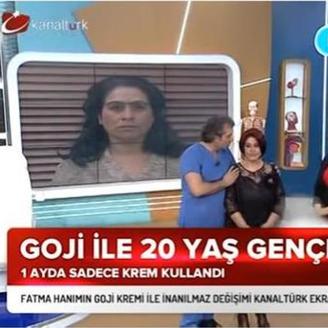 kanaltürk
GOJİ İLE 20 YAŞ GENÇL
1 AYDA SADECE KREM KULLANDI
FATMA HANIMIN GOJİ KREMİ İLE İNANILMAZ DEĞİŞİMİ KANALTÜRK EKRA